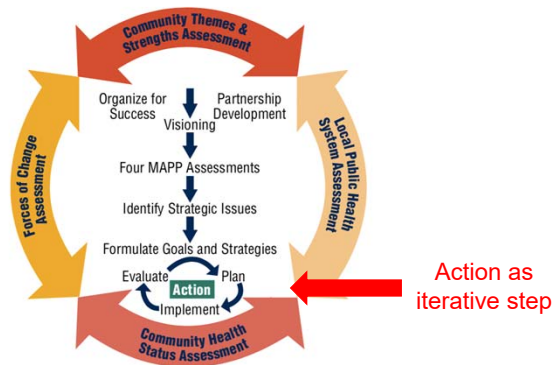 Community Themes &
Strengths Assessment
Organize for
Success
Partnership
Development
Visioning
Forces of Change
Assessment
Local Public Health
System Assessment
Four MAPP Assessments
Identify Strategic Issues
Formulate Goals and Strategies
Evaluate
Plan
Action
Implement
Community Health
Status Assessment
Action as
iterative step